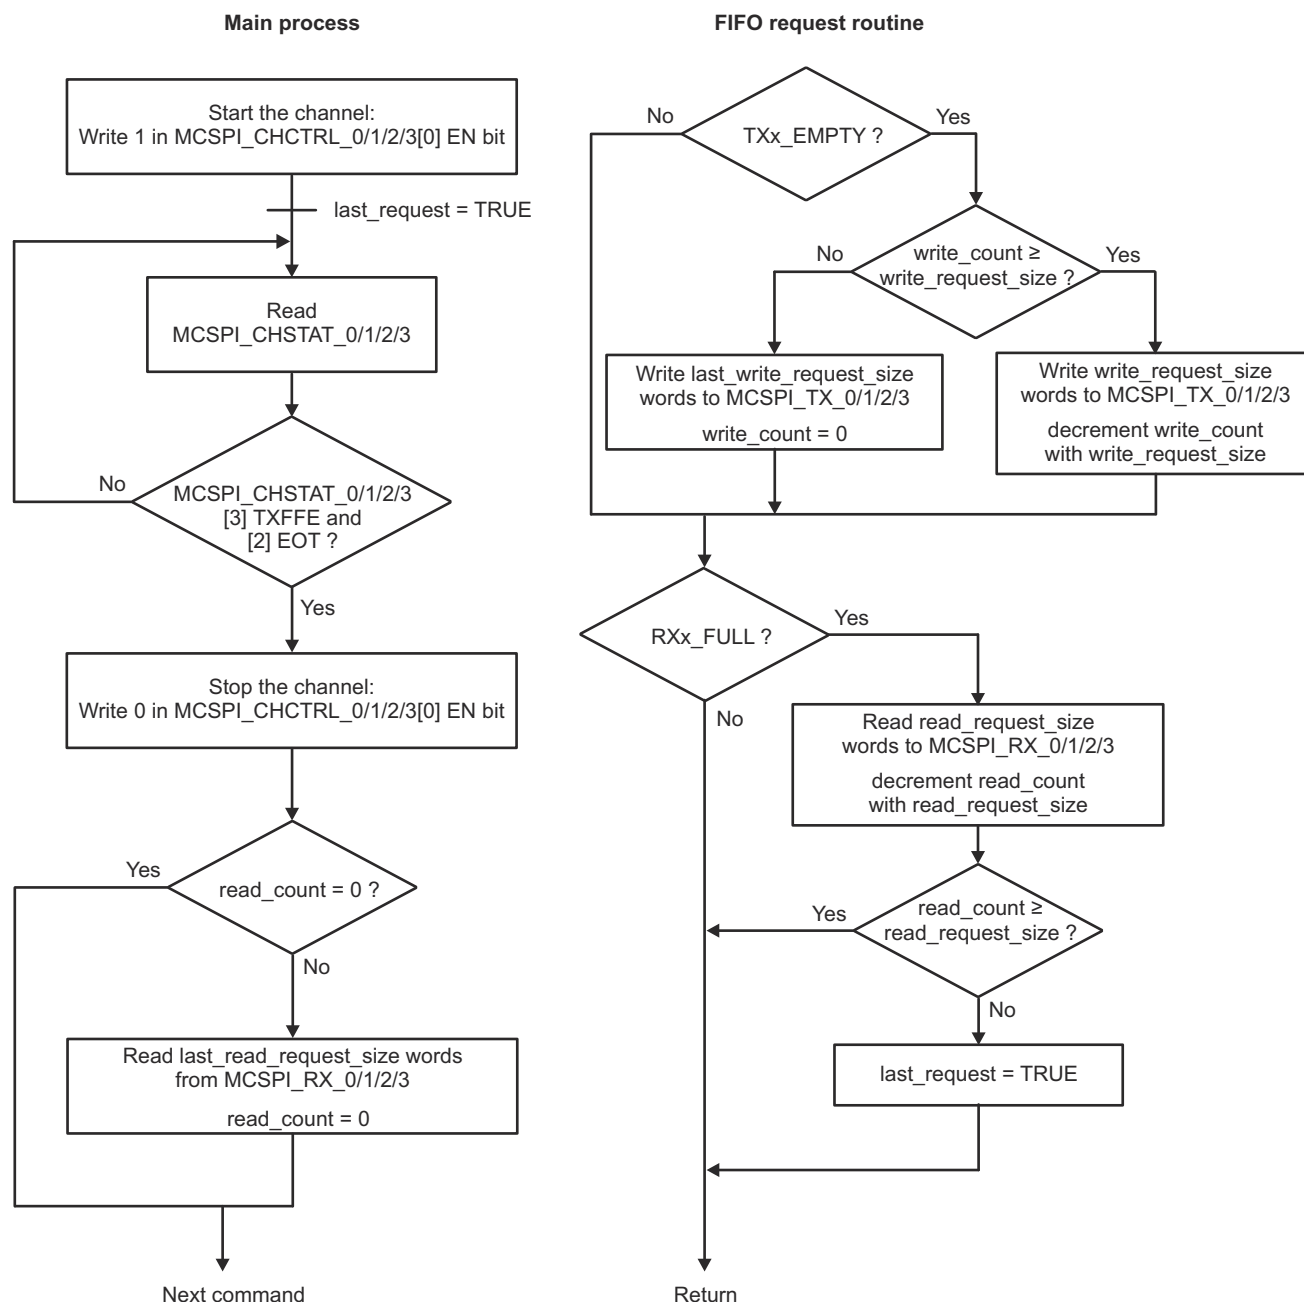 Main process
Start the channel:
Write 1 in MCSPI_CHCTRL_0/1/2/3[0] EN bit
last_request = TRUE
Read
MCSPI_CHSTAT_0/1/2/3
No
MCSPI_CHSTAT_0/1/2/3
[3] TXFFE and
[2] EOT ?
Yes
Stop the channel:
Write 0 in MCSPI_CHCTRL_0/1/2/3[0] EN bit
Yes
read_count = 0 ?
No
Read last_read_request_size words
from MCSPI_RX_0/1/2/3
read_count = 0
Next command
FIFO request routine
No
TXx_EMPTY ?
Yes
No
write_count ≥
write_request_size ?
Yes
Write last_write_request_size
words to MCSPI_TX_0/1/2/3
write_count = 0
Write write_request_size
words to MCSPI_TX_0/1/2/3
decrement write_count
with write_request_size
RXx_FULL ?
Yes
No
Read read_request_size
words to MCSPI_RX_0/1/2/3
decrement read_count
with read_request_size
Yes
read_count ≥
read_request_size ?
No
last_request = TRUE
Return